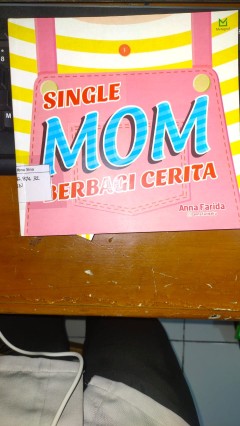 SINGLE
MOM
BERBAGI CERITA
Anna Farida